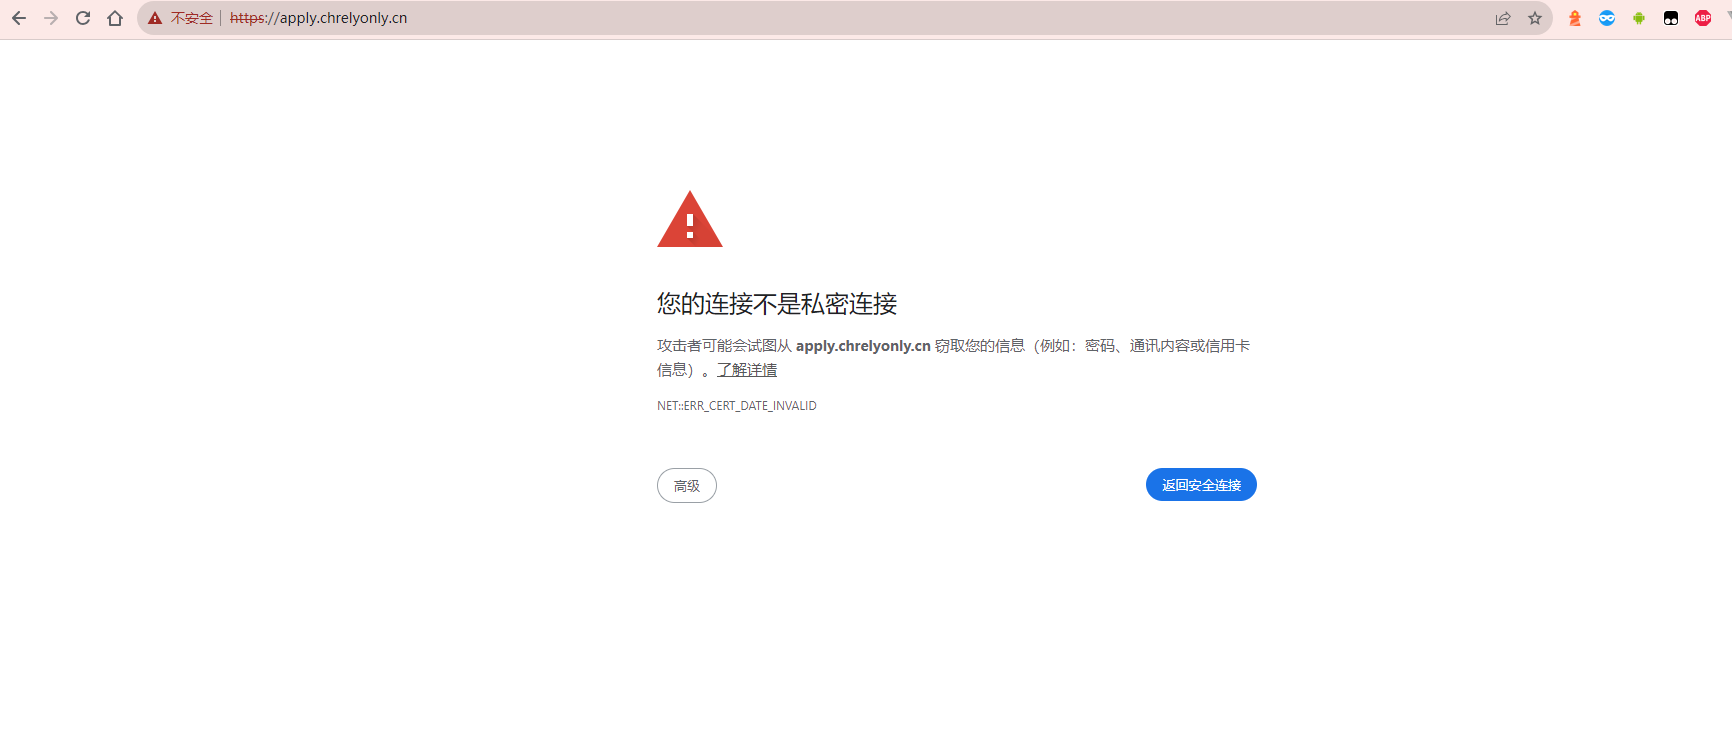 不安全 https://apply.chrelyonly.cn
ABP
您的连接不是私密连接
攻击者可能会试图从 apply.chrelyonly.cn 窃取您的信息（例如：密码、通讯内容或信用卡
信息）。了解详情
NET::ERR_CERT_DATE_INVALID
高级
返回安全连接